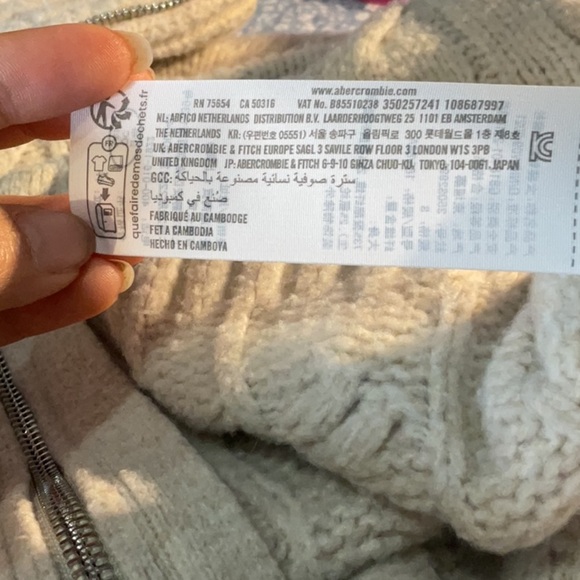 www.abercrombie.com
RN 75654 CA 50316 VAT No. B85510238 350257241 108687997
NL: ABFICO NETHERLANDS DISTRIBUTION B.V. LAARDERHOOGTWEG 25 1101 EB AMSTERDAM
THE NETHERLANDS KR: (우편번호 05551) 서울 송파구 올림픽로 300 롯데월드몰 1층 제8호
UK: ABERCROMBIE & FITCH EUROPE SAGL 3 SAVILE ROW FLOOR 3 LONDON W1S 3PB
UNITED KINGDOM JP: ABERCROMBIE & FITCH 6-9-10 GINZA CHUO-KU, TOKYO, 104-0061, JAPAN
GCC: سترة صوفية نسائية مصنوعة بالحياكة
صنع في كمبوديا
FABRIQUÉ AU CAMBODGE
FET A CAMBODJA
HECHO EN CAMBOYA
quefairedemesdechets.fr